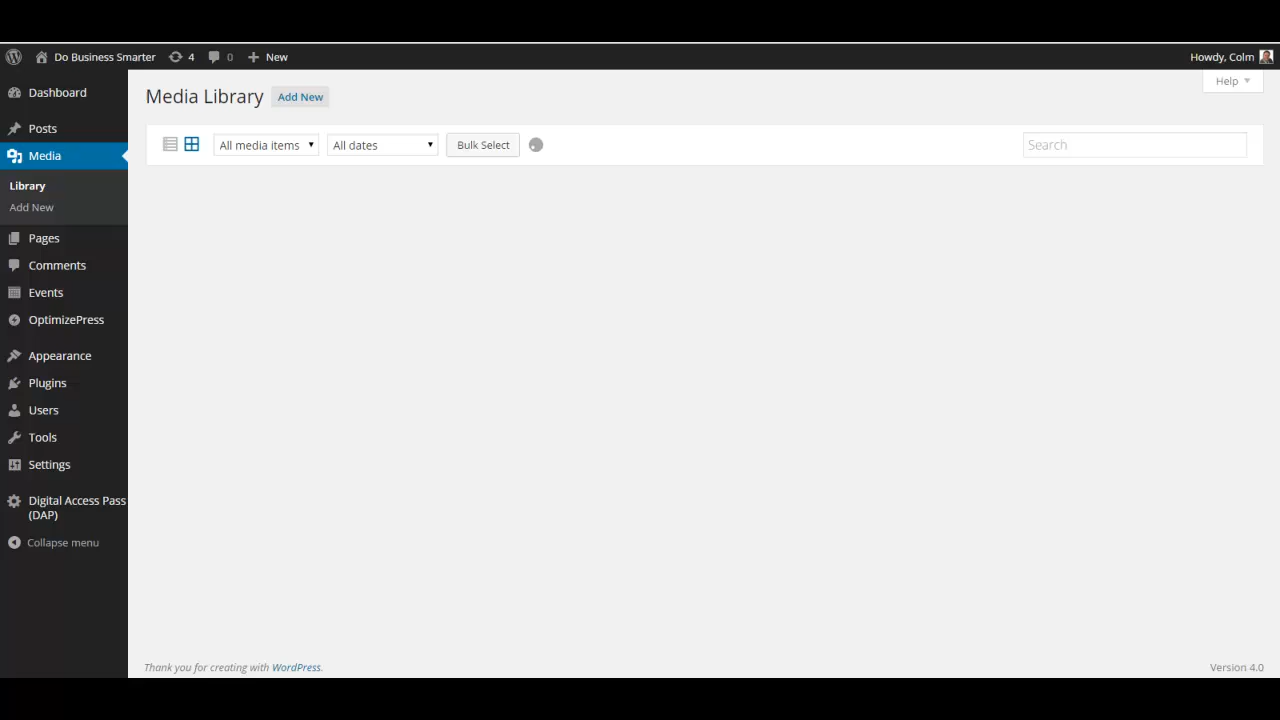 Do Business Smarter 4 0 New Howdy, Colm
Help
Dashboard
Posts
Media
Library
Add New
Pages
Comments
Events
OptimizePress
Appearance
Plugins
Users
Tools
Settings
Digital Access Pass
(DAP)
Collapse menu
Media Library Add New
All media items All dates Bulk Select Search
Thank you for creating with WordPress. Version 4.0